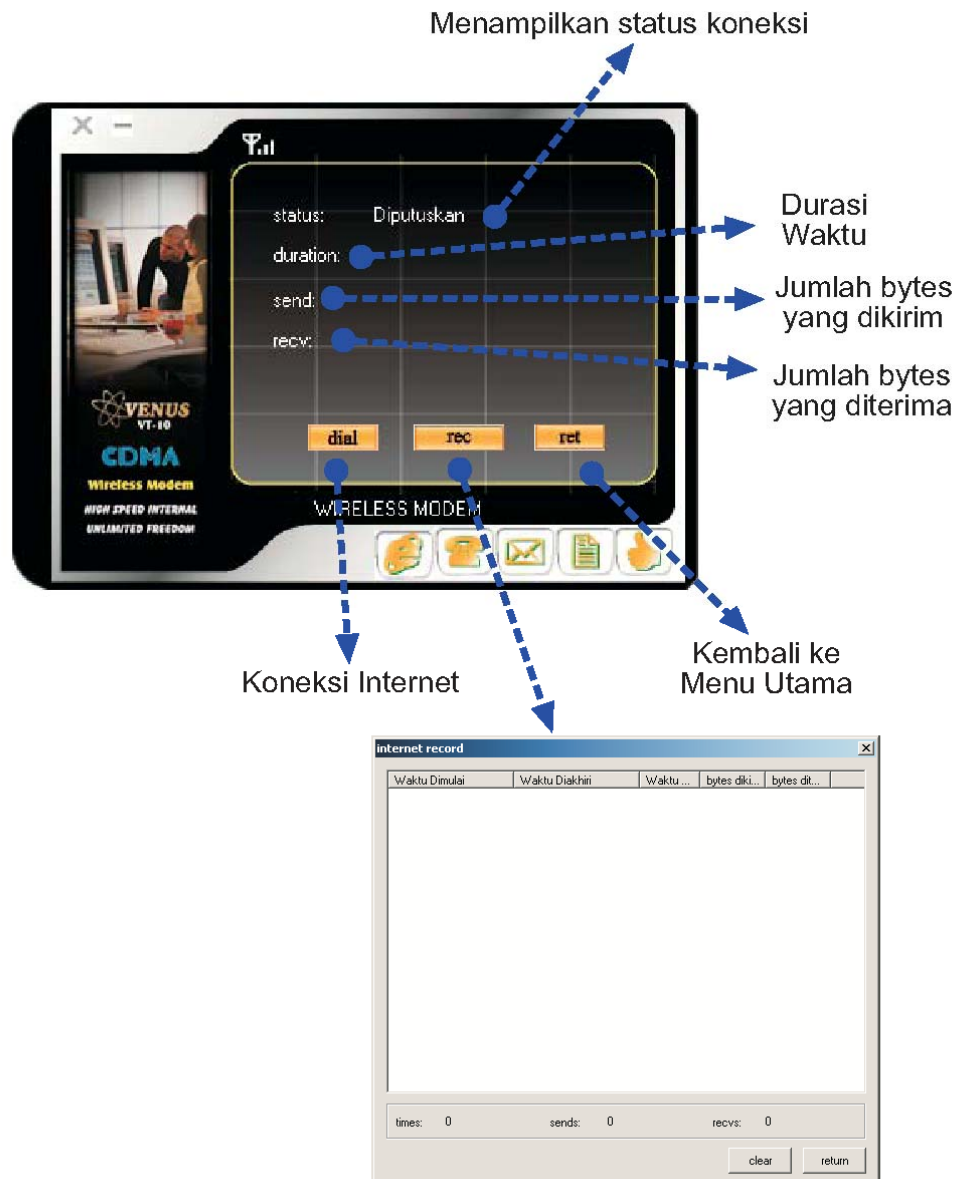 Menampilkan status koneksi
status: Diputuskan
duration:
send:
recv:
Durasi
Waktu
Jumlah bytes
yang dikirim
Jumlah bytes
yang diterima
VENUS
VT-10
CDMA
Wireless Modem
HIGH SPEED INTERNAL
UNLIMITED FREEDOM
dial rec ret
WIRELESS MODEM
Koneksi Internet
Kembali ke
Menu Utama
internet record
Waktu Dimulai Waktu Diakhiri Waktu ... bytes diki... bytes dit...
times: 0 sends: 0 recvs: 0
clear return